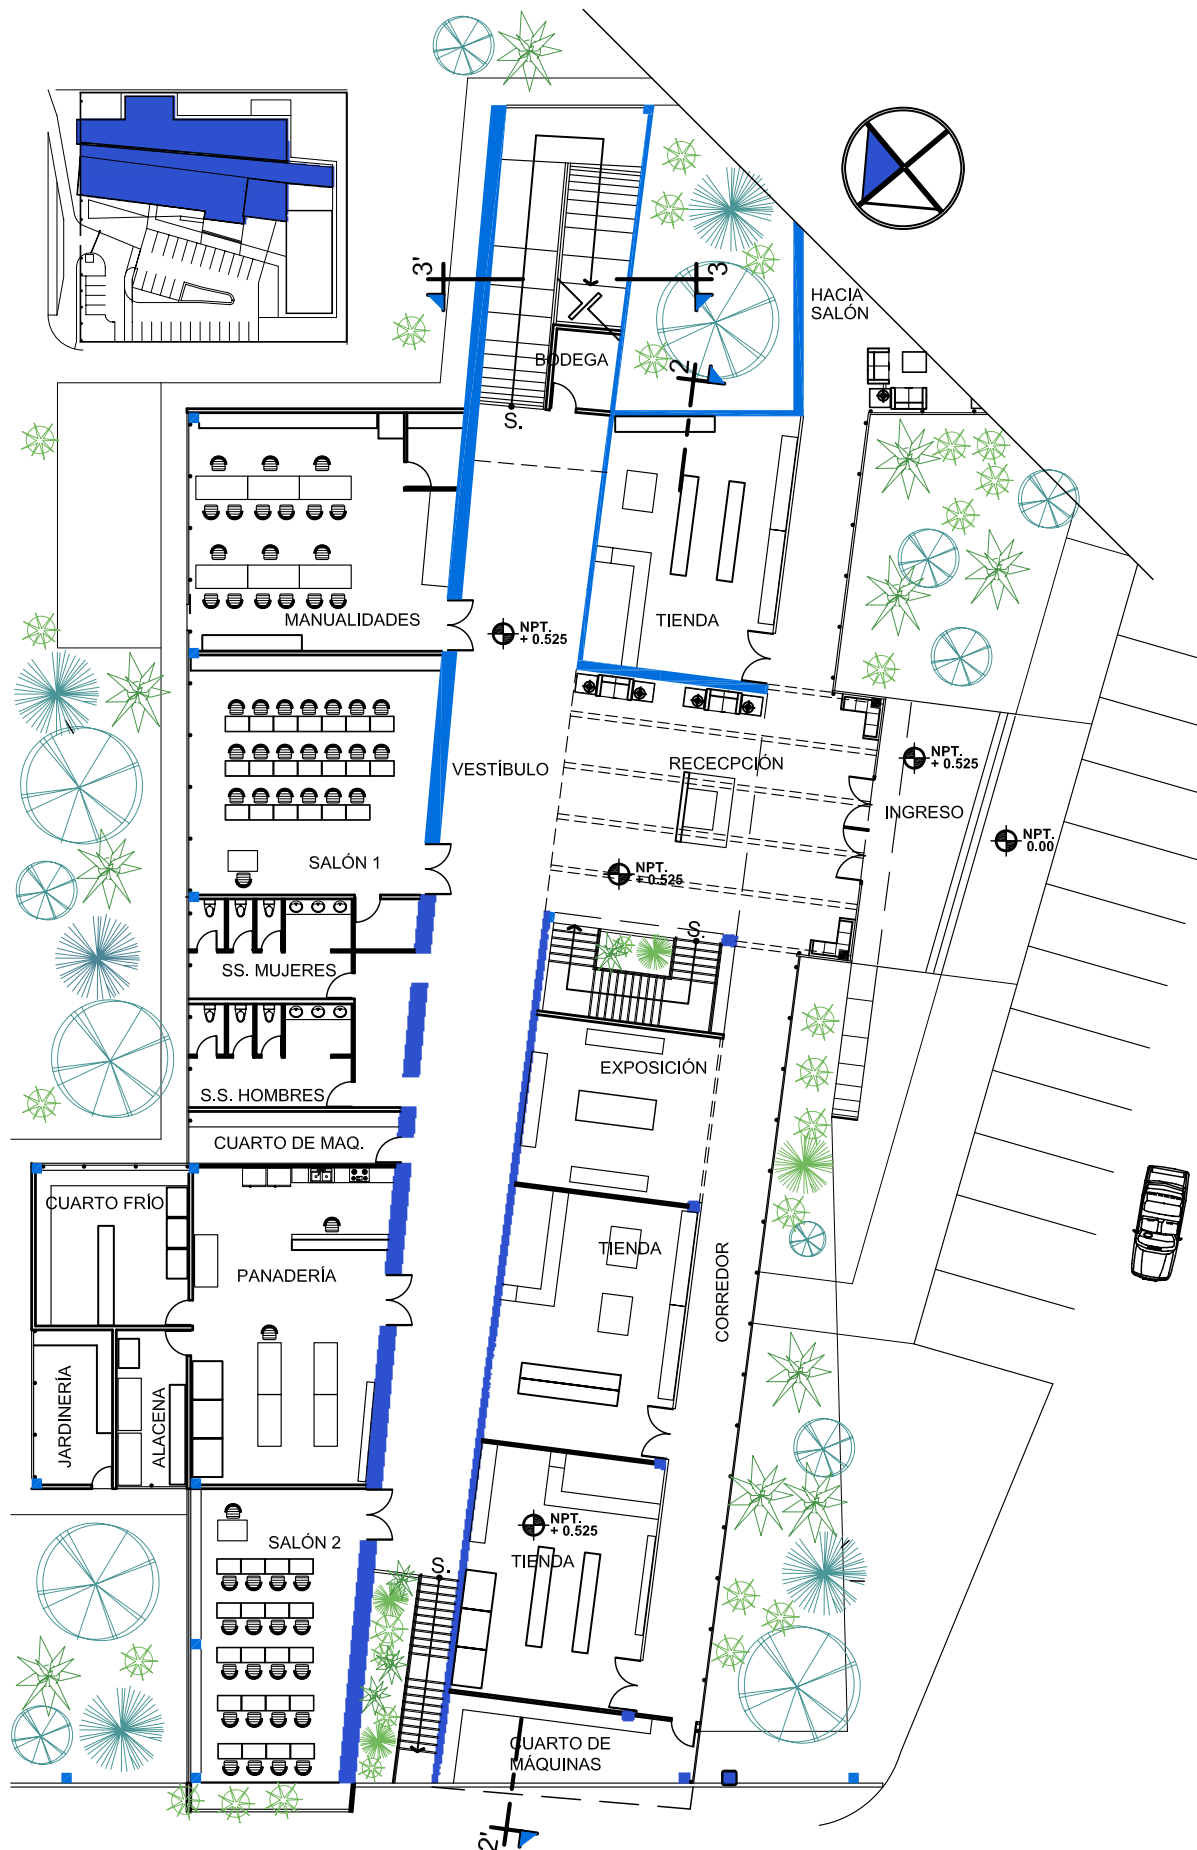 3'
3
HACIA
SALÓN
BODEGA
2
S.
MANUALIDADES
NPT.
+ 0.525
TIENDA
VESTÍBULO
RECECPCIÓN
NPT.
+ 0.525
INGRESO
NPT.
0.00
SALÓN 1
NPT.
+ 0.525
S.
SS. MUJERES
EXPOSICIÓN
S.S. HOMBRES
CUARTO DE MAQ.
CUARTO FRÍO
PANADERÍA
TIENDA
CORREDOR
JARDINERÍA
ALACENA
SALÓN 2
NPT.
+ 0.525
TIENDA
S.
CUARTO DE
MÁQUINAS
2'